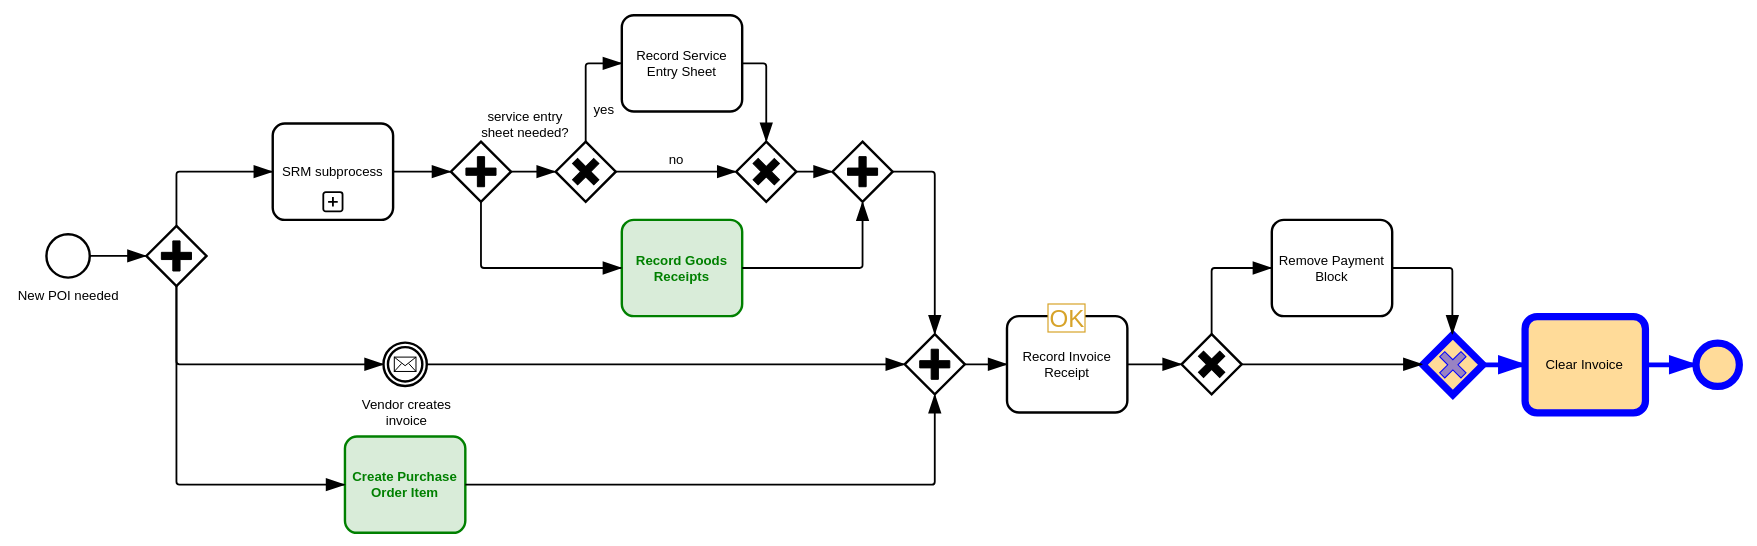 Record Service
Entry Sheet
service entry
sheet needed?
yes
no
SRM subprocess
New POI needed
Record Goods
Receipts
Remove Payment
Block
OK
Record Invoice
Receipt
Clear Invoice
Vendor creates
invoice
Create Purchase
Order Item